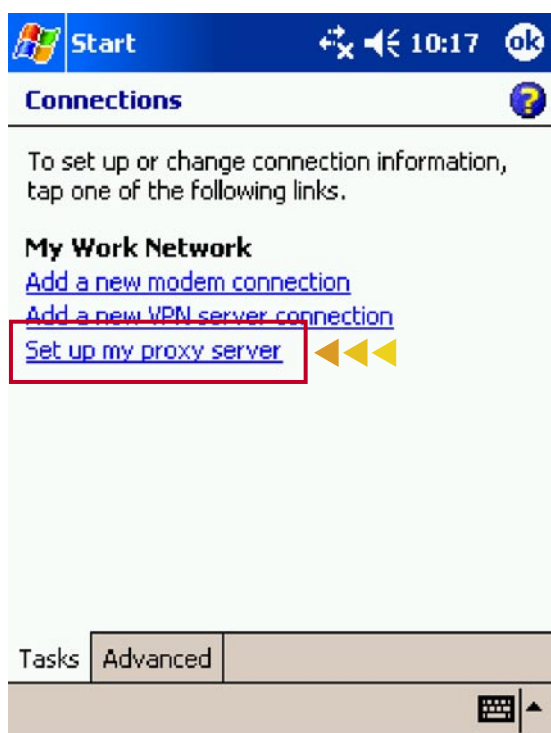 Start 10:17 ok
Connections ?
To set up or change connection information,
tap one of the following links.
My Work Network
Add a new modem connection
Add a new VPN server connection
Set up my proxy server
Tasks Advanced